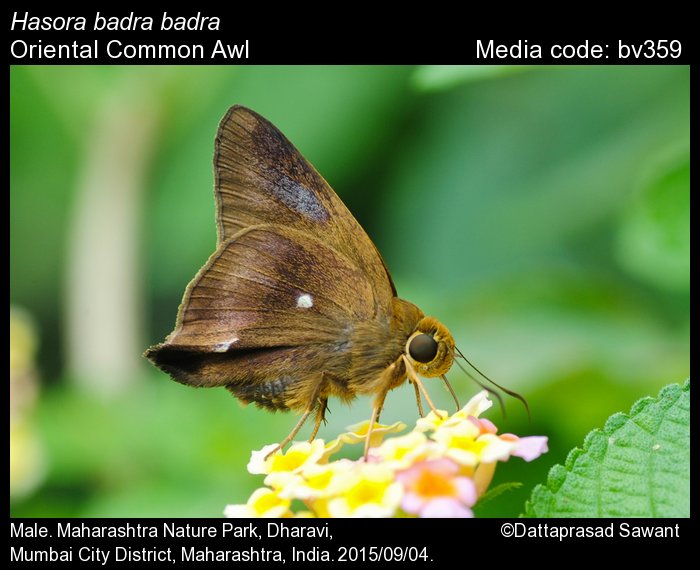 Hasora badra badra
Oriental Common Awl
Media code: bv359
Male. Maharashtra Nature Park, Dharavi,
©Dattaprasad Sawant
Mumbai City District, Maharashtra, India. 2015/09/04.